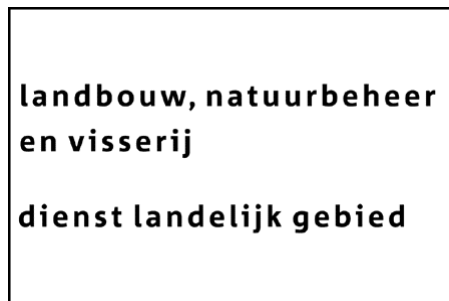 landbouw, natuurbeheer
en visserij
dienst landelijk gebied